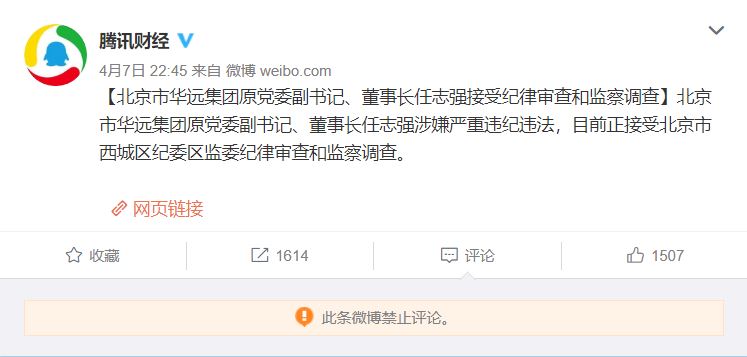 腾讯财经
4月7日 22:45 来自 微博 weibo.com
【北京市华远集团原党委副书记、董事长任志强接受纪律审查和监察调查】北京
市华远集团原党委副书记、董事长任志强涉嫌严重违纪违法，目前正接受北京市
西城区纪委区监委纪律审查和监察调查。
网页链接
收藏 1614 评论 1507
此条微博禁止评论。